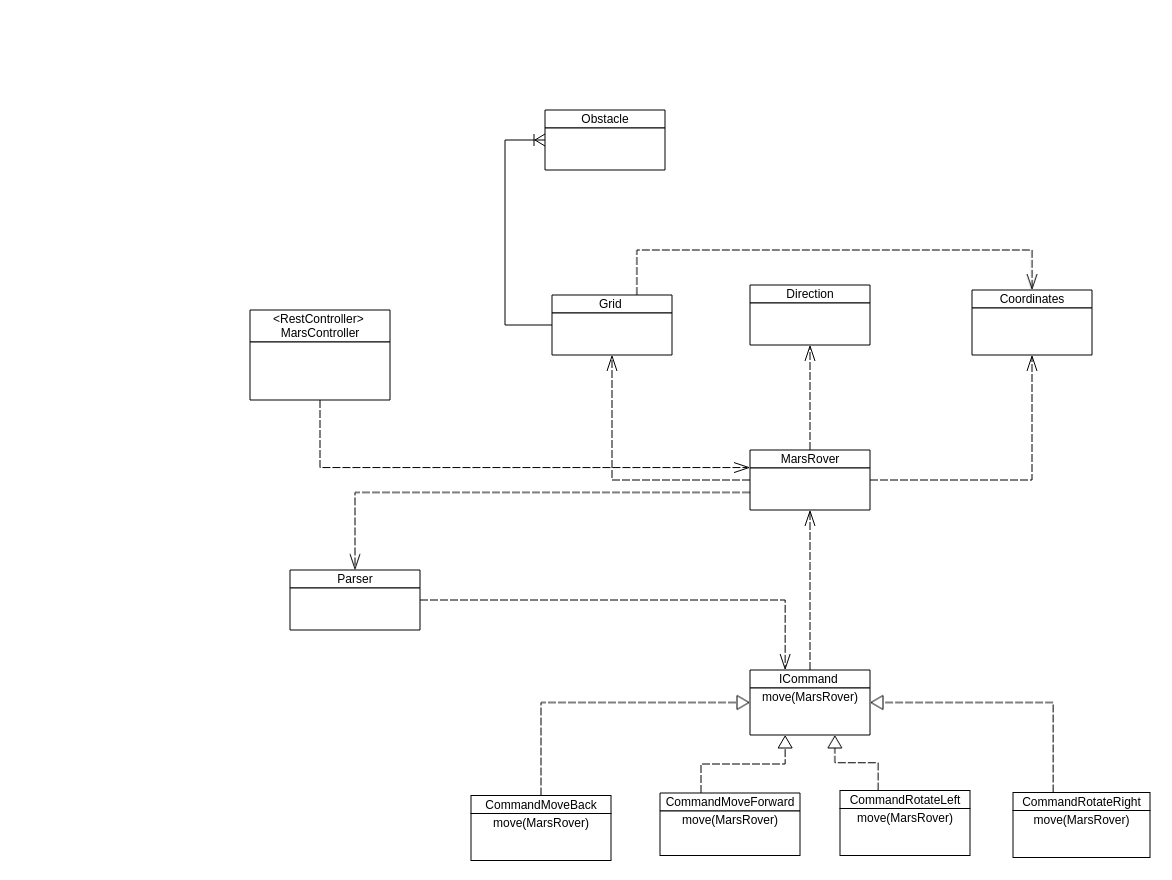 Obstacle
Grid
Direction
Coordinates
<RestController>
MarsController
MarsRover
Parser
ICommand
move(MarsRover)
CommandMoveBack
move(MarsRover)
CommandMoveForward
move(MarsRover)
CommandRotateLeft
move(MarsRover)
CommandRotateRight
move(MarsRover)